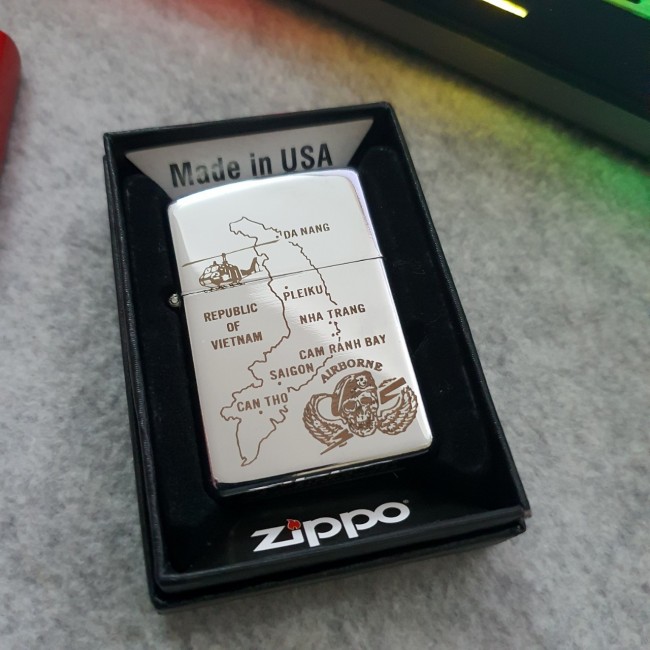 Made in USA
DA NANG
PLEIKU
REPUBLIC
OF
VIETNAM
NHA TRANG
CAM RANH BAY
SAIGON
AIRBORNE
CAN THO
zippo